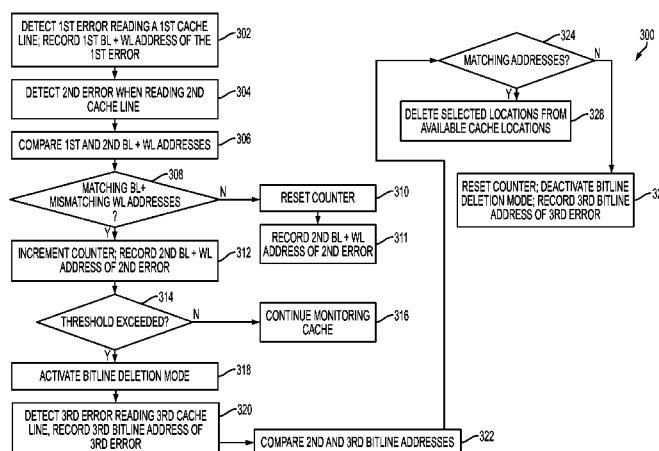 DETECT 1ST ERROR READING A 1ST CACHE
LINE; RECORD 1ST BL + WL ADDRESS OF THE
1ST ERROR
302
DETECT 2ND ERROR WHEN READING 2ND
CACHE LINE
304
COMPARE 1ST AND 2ND BL + WL ADDRESSES
306
308
MATCHING BL+
MISMATCHING WL ADDRESSES
?
N
Y
RESET COUNTER
310
RECORD 2ND BL + WL
ADDRESS OF 2ND ERROR
311
INCREMENT COUNTER; RECORD 2ND BL + WL
ADDRESS OF 2ND ERROR
312
314
THRESHOLD EXCEEDED?
N
Y
CONTINUE MONITORING
CACHE
316
ACTIVATE BITLINE DELETION MODE
318
DETECT 3RD ERROR READING 3RD CACHE
LINE, RECORD 3RD BITLINE ADDRESS OF
3RD ERROR
320
COMPARE 2ND AND 3RD BITLINE ADDRESSES
322
324
MATCHING ADDRESSES?
N
Y
300
DELETE SELECTED LOCATIONS FROM
AVAILABLE CACHE LOCATIONS
328
RESET COUNTER; DEACTIVATE BITLINE
DELETION MODE; RECORD 3RD BITLINE
ADDRESS OF 3RD ERROR